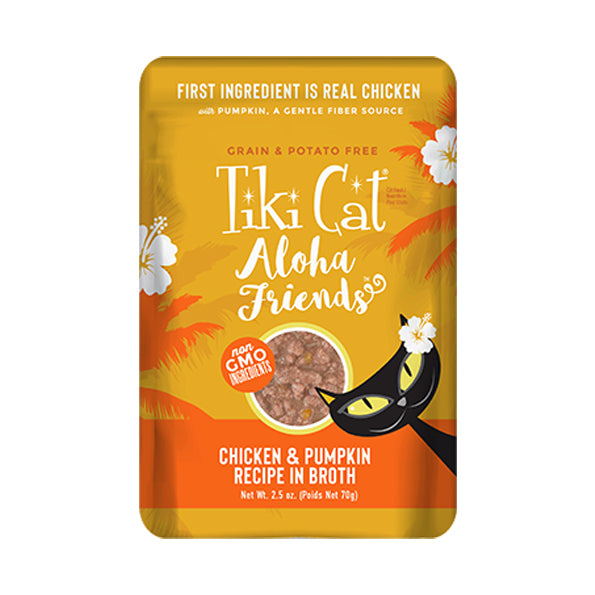 FIRST INGREDIENT IS REAL CHICKEN
with PUMPKIN, A GENTLE FIBER SOURCE
GRAIN & POTATO FREE
Tiki Cat®
Aloha
Friends™
non
GMO
INGREDIENTS
CHICKEN & PUMPKIN
RECIPE IN BROTH
Net Wt. 2.5 oz. (Poids Net 70g)